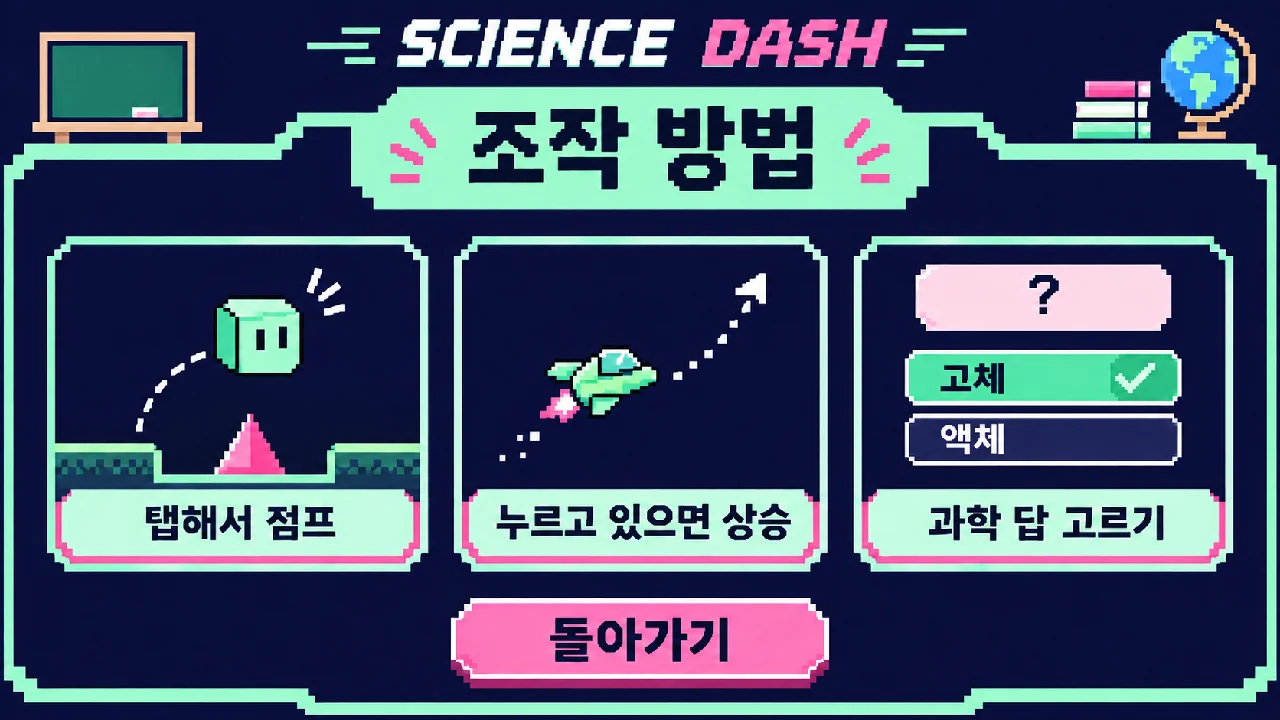 SCIENCE DASH
조작 방법
탭해서 점프
누르고 있으면 상승
?
고체
액체
과학 답 고르기
돌아가기